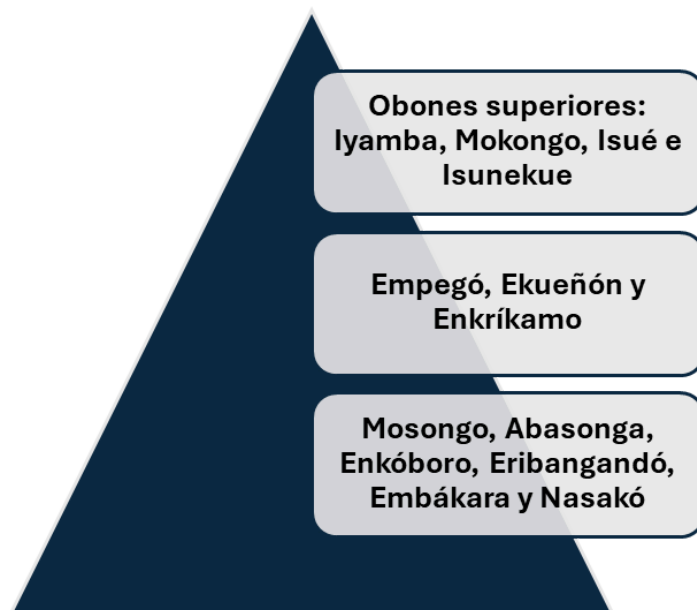 Obones superiores:
Iyamba, Mokongo, Isué e
Isunekue
Empegó, Ekueñón y
Enkríkamo
Mosongo, Abasonga,
Enkóboro, Eribangandó,
Embákara y Nasakó